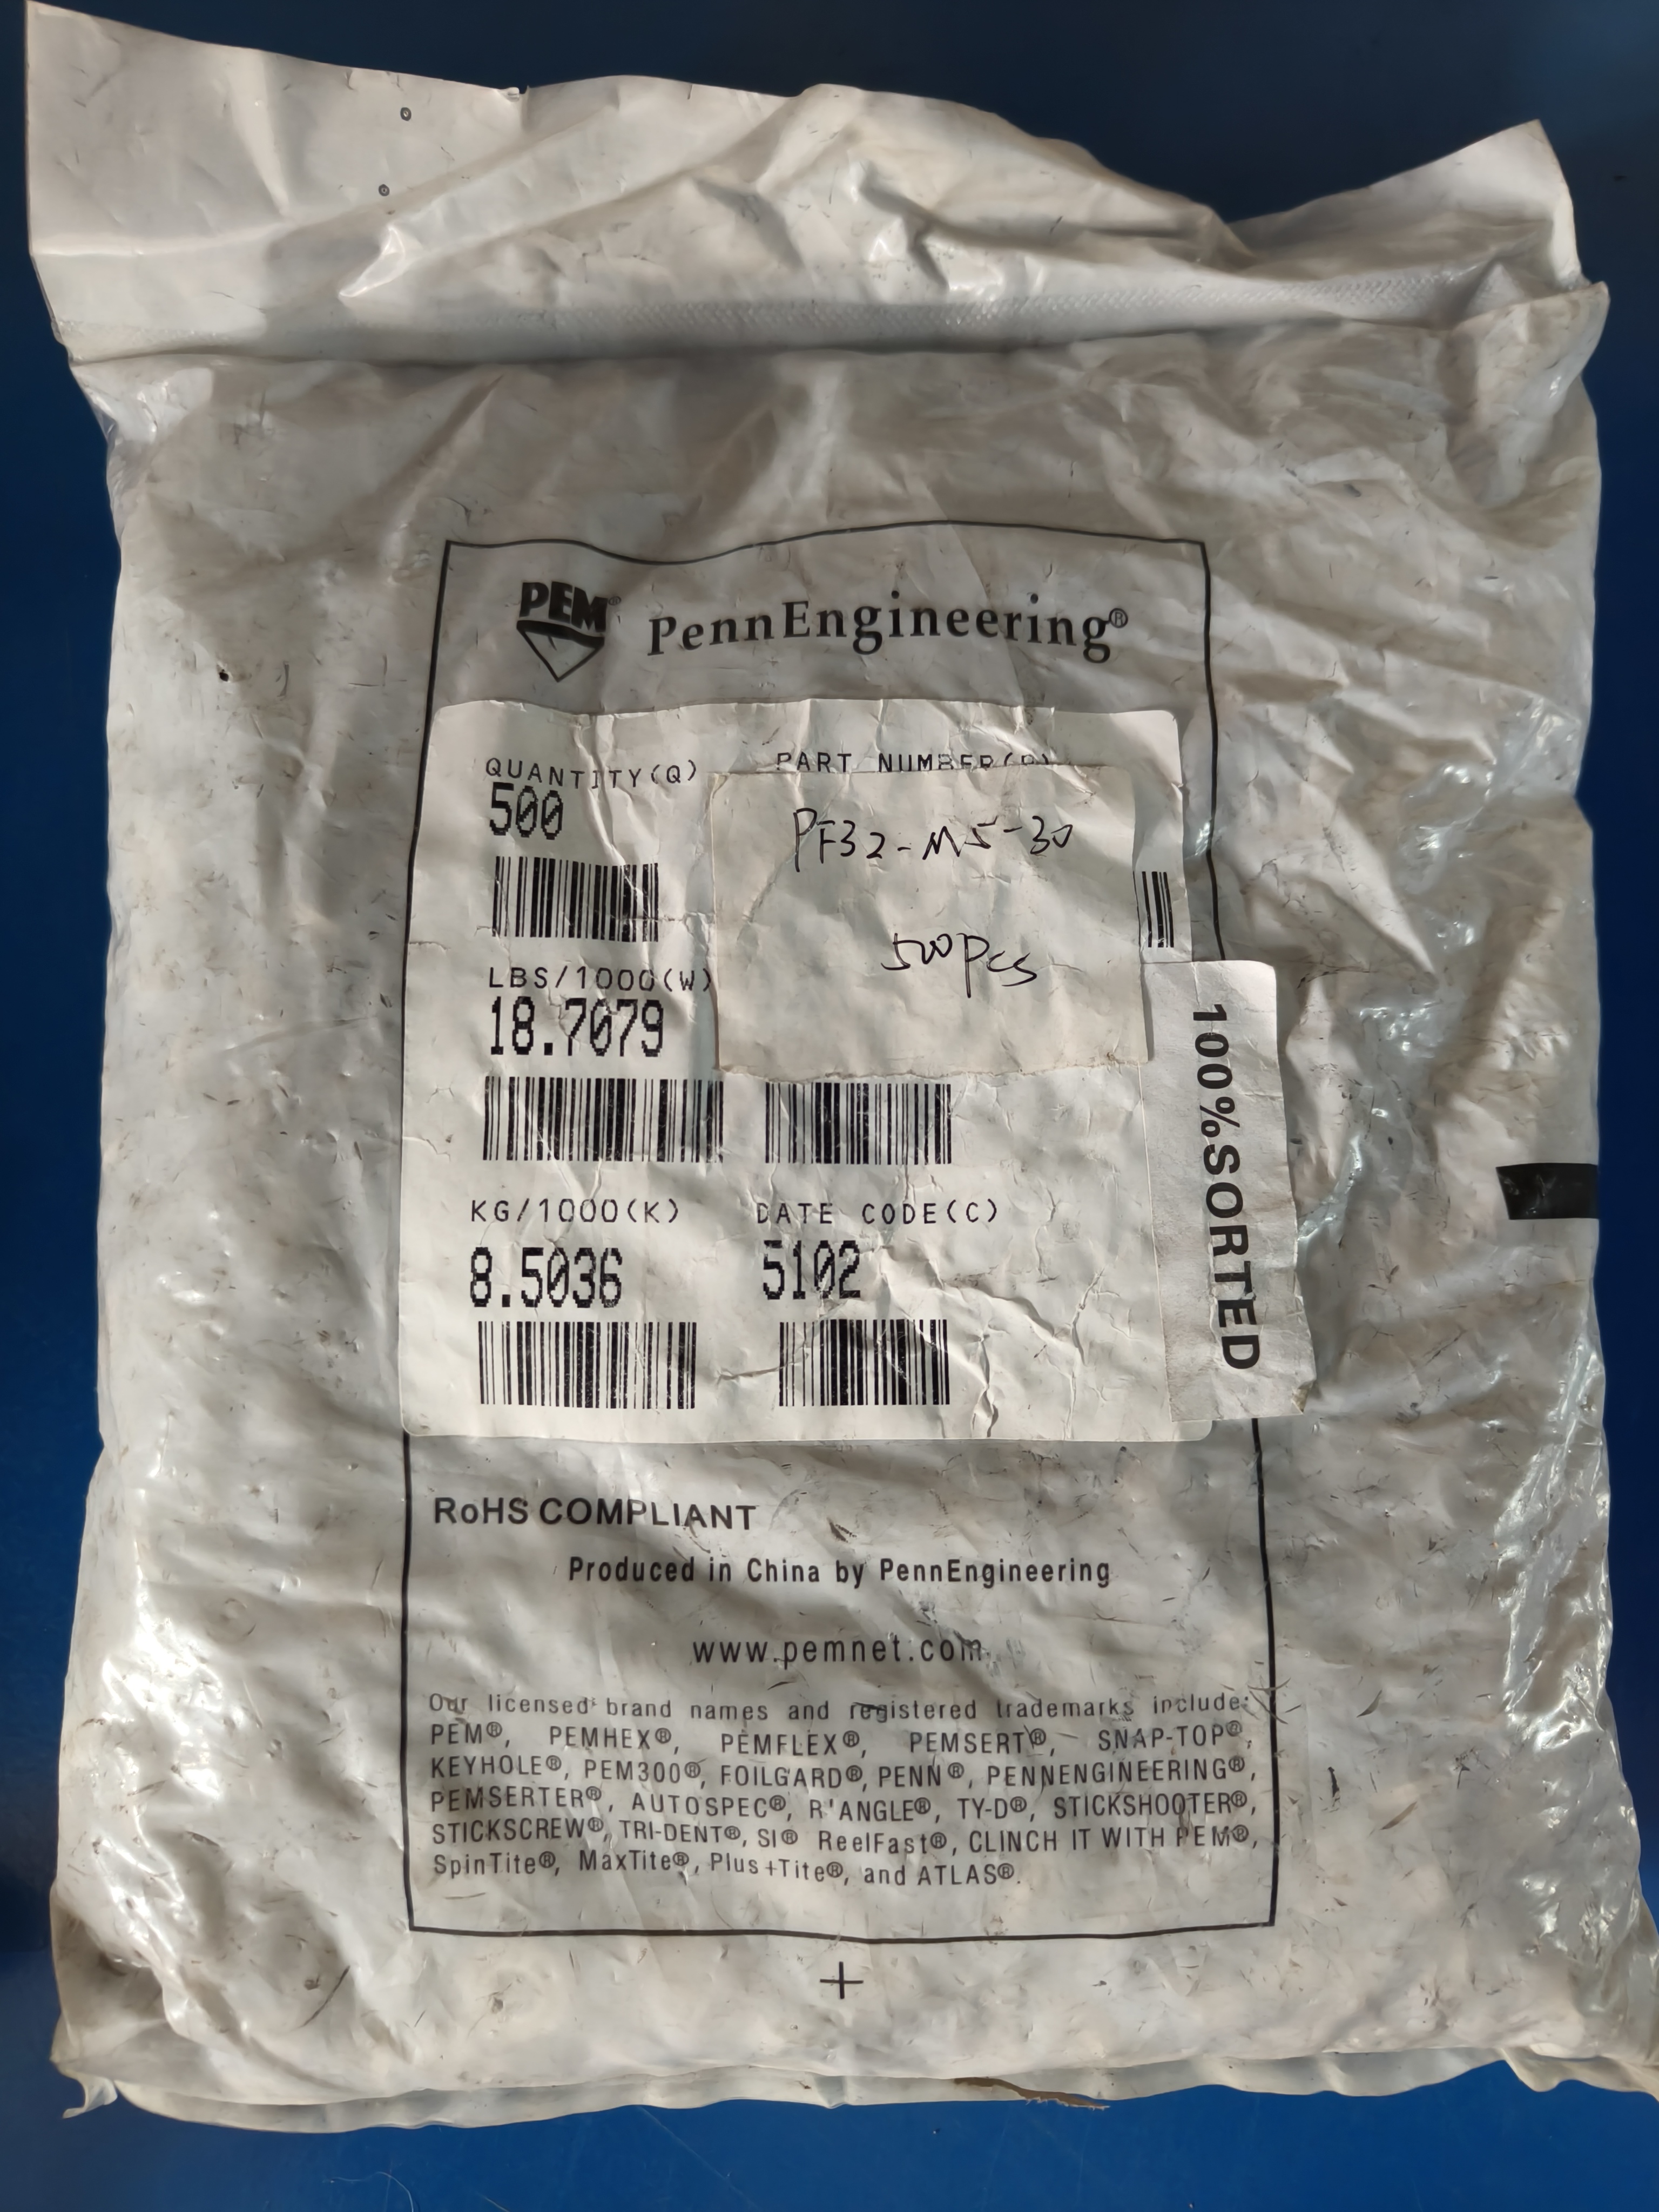 PEM®
PennEngineering®
QUANTITY(Q)
500
PART NUMBER(P)
PF32-M5-30
500pcs
LBS/1000(W)
18.7079
KG/1000(K)
8.5036
DATE CODE(C)
5102
100%SORTED
RoHS COMPLIANT
Produced in China by PennEngineering
www.pemnet.com
Our licensed brand names and registered trademarks include:
PEM®, PEMHEX®, PEMFLEX®, PEMSERT®, SNAP-TOP®,
KEYHOLE®, PEM300®, FOILGARD®, PENN®, PENNENGINEERING®,
PEMSERTER®, AUTOSPEC®, R'ANGLE®, TY-D®, STICKSHOOTER®,
STICKSCREW®, TRI-DENT®, SI® ReelFast®, CLINCH IT WITH PEM®,
SpinTite®, MaxTite®, Plus+Tite®, and ATLAS®.